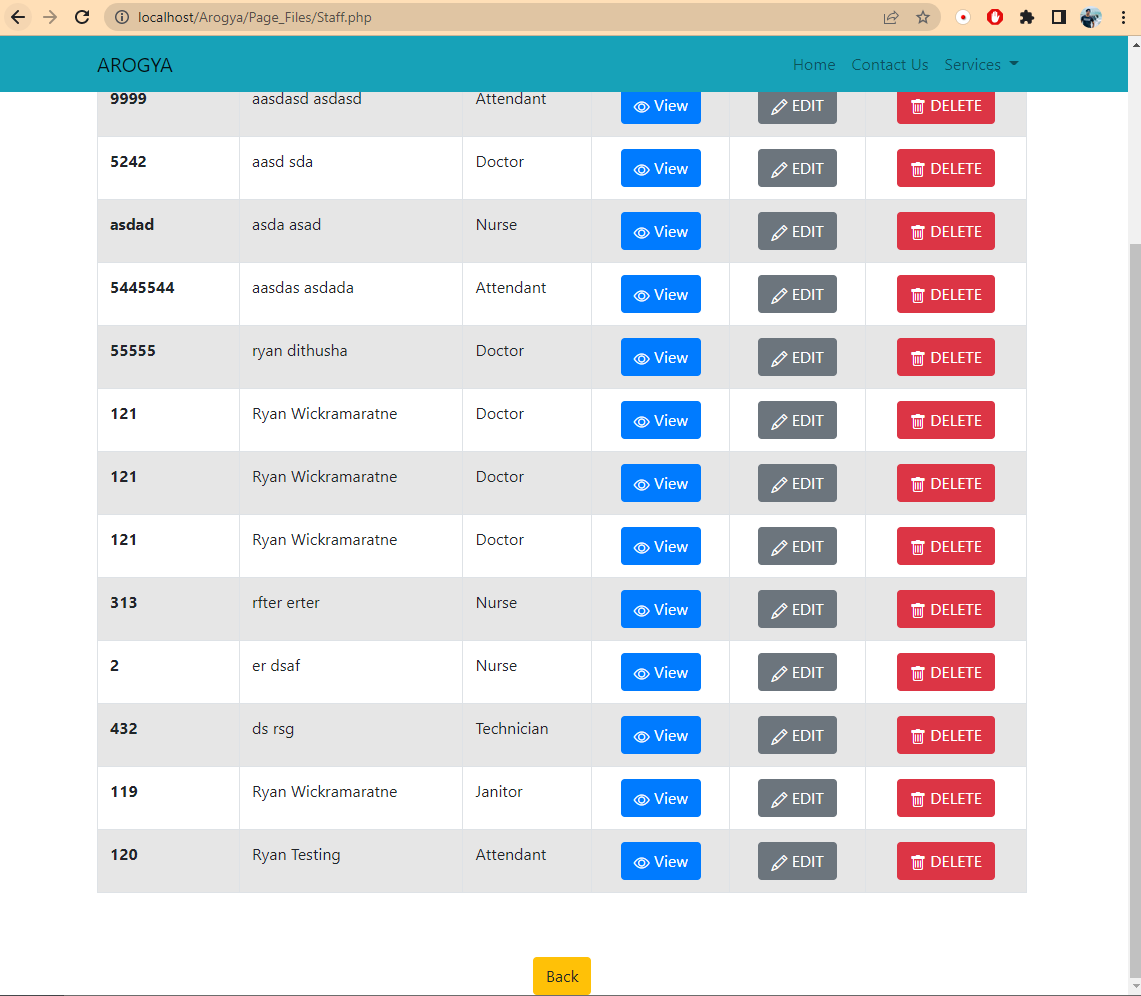 localhost/Arogya/Page_Files/Staff.php
AROGYA Home Contact Us Services
9999 aasdasd asdasd Attendant View EDIT DELETE
5242 aasd sda Doctor View EDIT DELETE
asdad asda asad Nurse View EDIT DELETE
5445544 aasdas asdada Attendant View EDIT DELETE
55555 ryan dithusha Doctor View EDIT DELETE
121 Ryan Wickramaratne Doctor View EDIT DELETE
121 Ryan Wickramaratne Doctor View EDIT DELETE
121 Ryan Wickramaratne Doctor View EDIT DELETE
313 rfter erter Nurse View EDIT DELETE
2 er dsaf Nurse View EDIT DELETE
432 ds rsg Technician View EDIT DELETE
119 Ryan Wickramaratne Janitor View EDIT DELETE
120 Ryan Testing Attendant View EDIT DELETE
Back